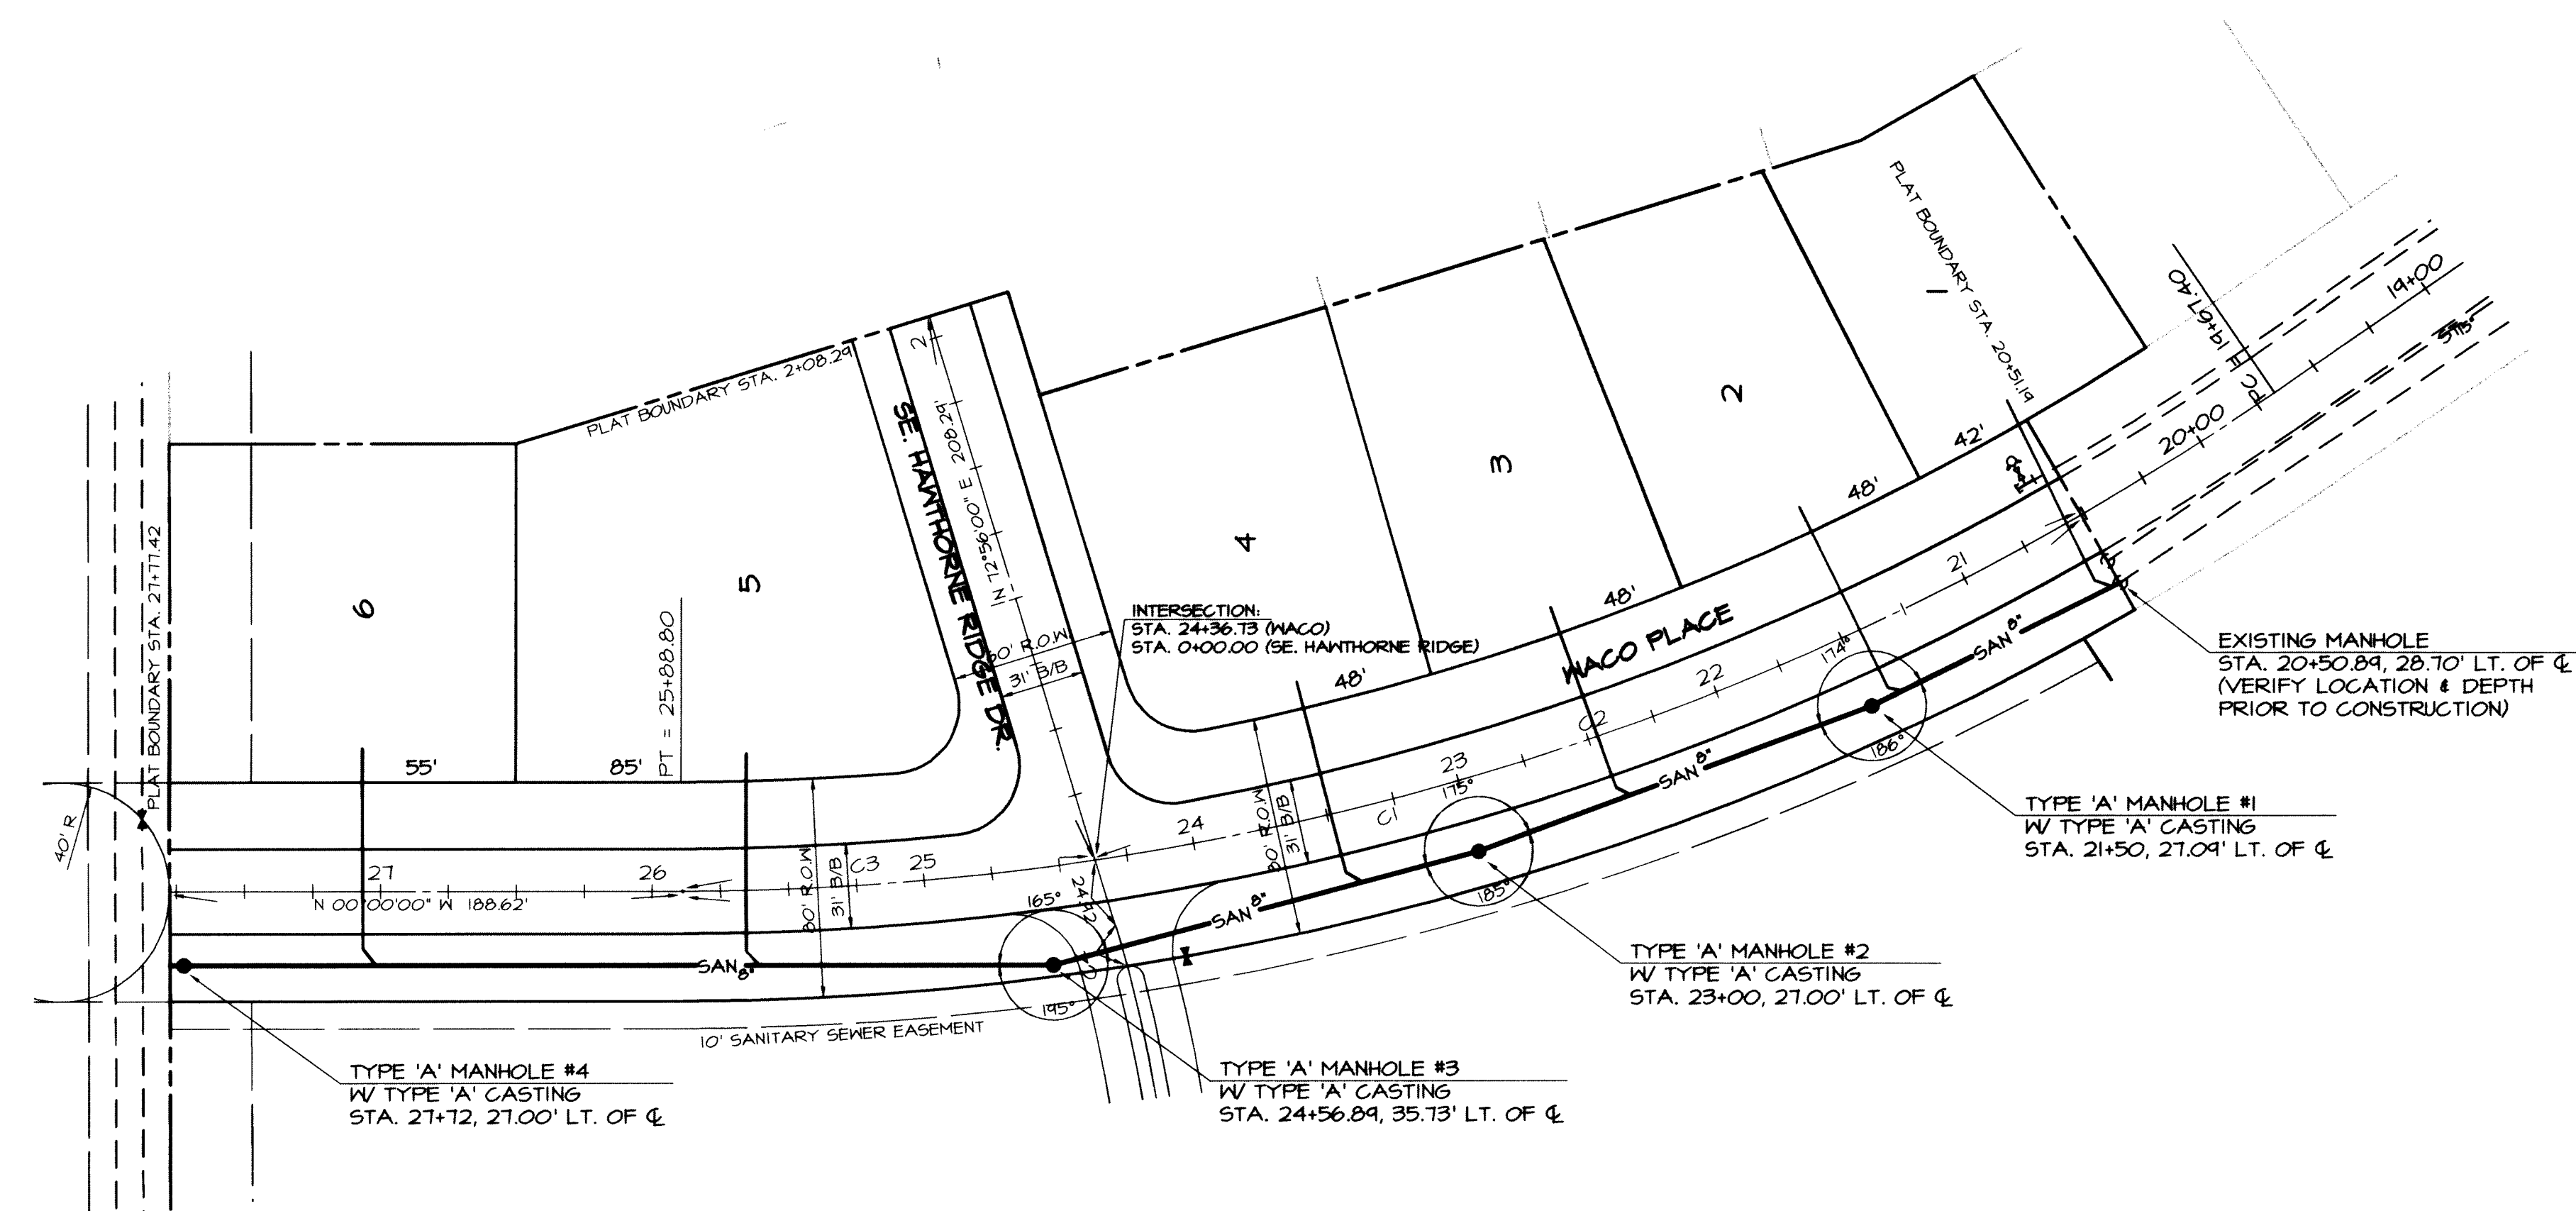 PLAT BOUNDARY STA. 27+77.42
40' R
6
5
55'
85'
PT = 25+88.80
PLAT BOUNDARY STA. 2+08.29
2
SE. HAWTHORNE RIDGE DR.
N 72°56'00" E 208.29'
60' R.O.W.
31' B/B
INTERSECTION:
STA. 24+36.73 (WACO)
STA. 0+00.00 (SE. HAWTHORNE RIDGE)
4
3
2
1
48'
48'
48'
42'
PLAT BOUNDARY STA. 20+51.19
PC = 19+67.40
19+00
20+00
21
22
23
24
25
26
27
C1
C2
C3
WACO PLACE
N 00°00'00" W 188.62'
R.O.W.
31' B/B
R.O.W.
31' B/B
24+42
165°
195°
175°
185°
174°
186°
SAN 8"
SAN 8"
SAN 8"
SAN 8"
10' SANITARY SEWER EASEMENT
EXISTING MANHOLE
STA. 20+50.89, 28.70' LT. OF ℄
(VERIFY LOCATION & DEPTH
PRIOR TO CONSTRUCTION)
TYPE 'A' MANHOLE #1
W/ TYPE 'A' CASTING
STA. 21+50, 27.09' LT. OF ℄
TYPE 'A' MANHOLE #2
W/ TYPE 'A' CASTING
STA. 23+00, 27.00' LT. OF ℄
TYPE 'A' MANHOLE #3
W/ TYPE 'A' CASTING
STA. 24+56.89, 35.73' LT. OF ℄
TYPE 'A' MANHOLE #4
W/ TYPE 'A' CASTING
STA. 27+72, 27.00' LT. OF ℄